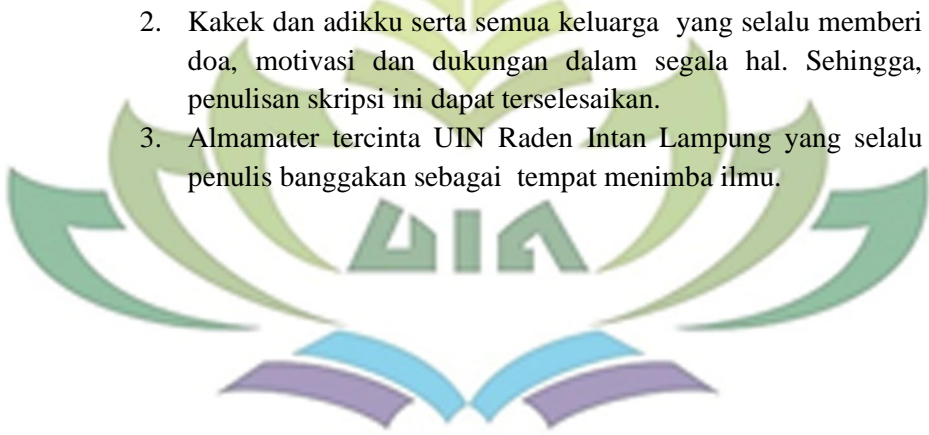 2. Kakek dan adikku serta semua keluarga yang selalu memberi
doa, motivasi dan dukungan dalam segala hal. Sehingga,
penulisan skripsi ini dapat terselesaikan.
3. Almamater tercinta UIN Raden Intan Lampung yang selalu
penulis banggakan sebagai tempat menimba ilmu.
UIN